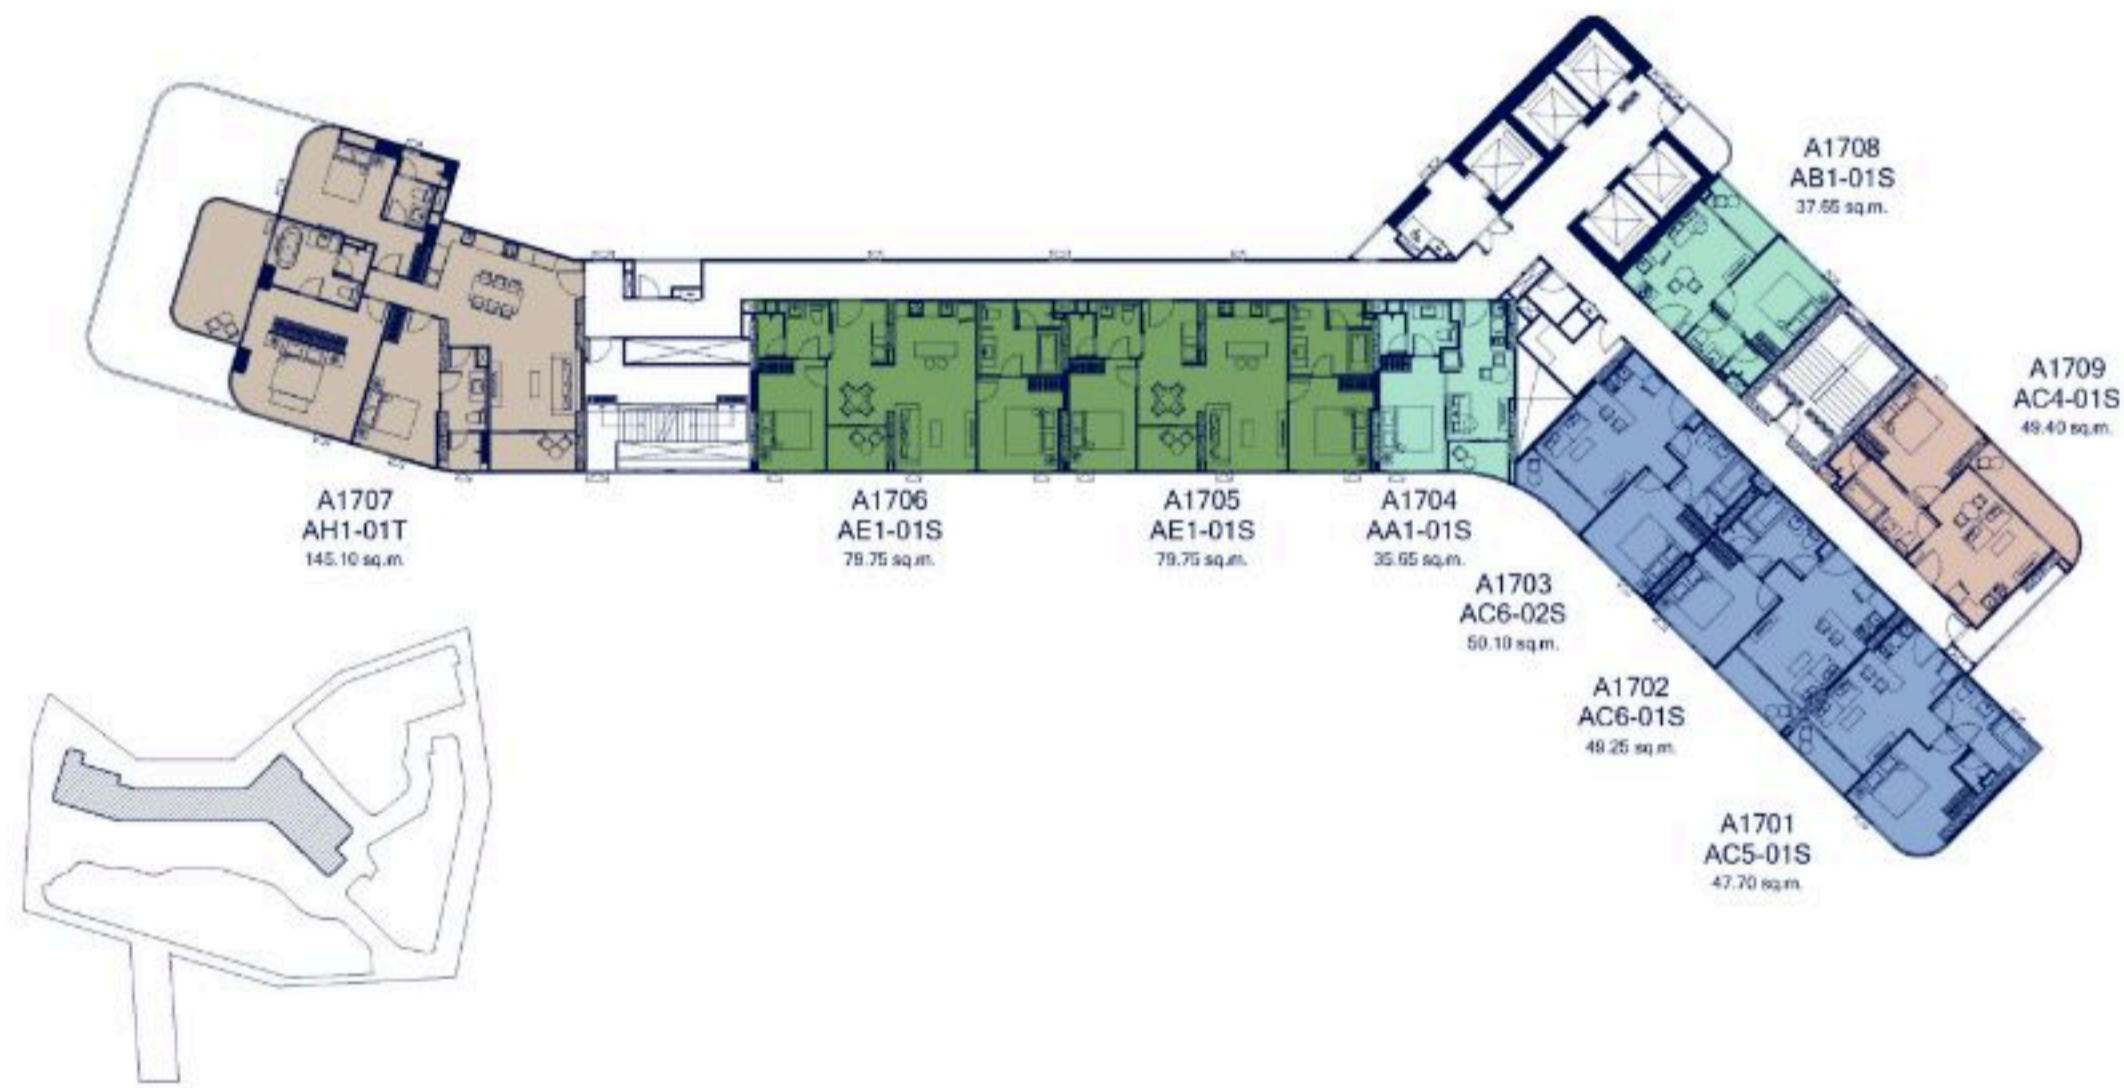 A1708
AB1-01S
37.65 sq.m.
A1709
AC4-01S
49.40 sq.m.
A1707
AH1-01T
145.10 sq.m.
A1706
AE1-01S
79.75 sq.m.
A1705
AE1-01S
79.75 sq.m.
A1704
AA1-01S
35.65 sq.m.
A1703
AC6-02S
50.10 sq.m.
A1702
AC6-01S
49.25 sq.m.
A1701
AC5-01S
47.70 sq.m.